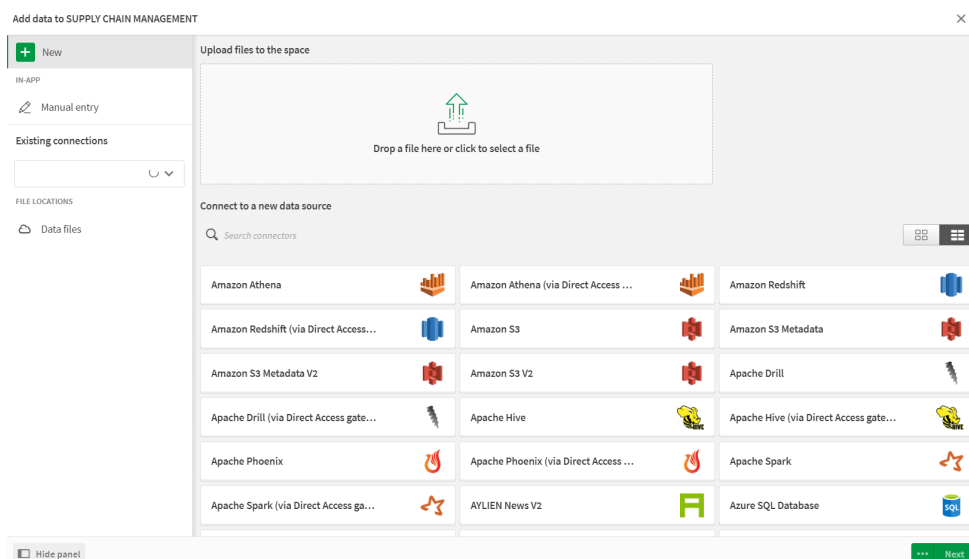 Add data to SUPPLY CHAIN MANAGEMENT
New
IN-APP
Manual entry
Existing connections
FILE LOCATIONS
Data files
Hide panel
Upload files to the space
Drop a file here or click to select a file
Connect to a new data source
Search connectors
Amazon Athena
Amazon Athena (via Direct Access ...
Amazon Redshift
Amazon Redshift (via Direct Access...
Amazon S3
Amazon S3 Metadata
Amazon S3 Metadata V2
Amazon S3 V2
Apache Drill
Apache Drill (via Direct Access gate...
Apache Hive
HIVE
Apache Hive (via Direct Access gate...
HIVE
Apache Phoenix
Apache Phoenix (via Direct Access ...
Apache Spark
Apache Spark (via Direct Access ga...
AYLIEN News V2
Azure SQL Database
SQL
Next